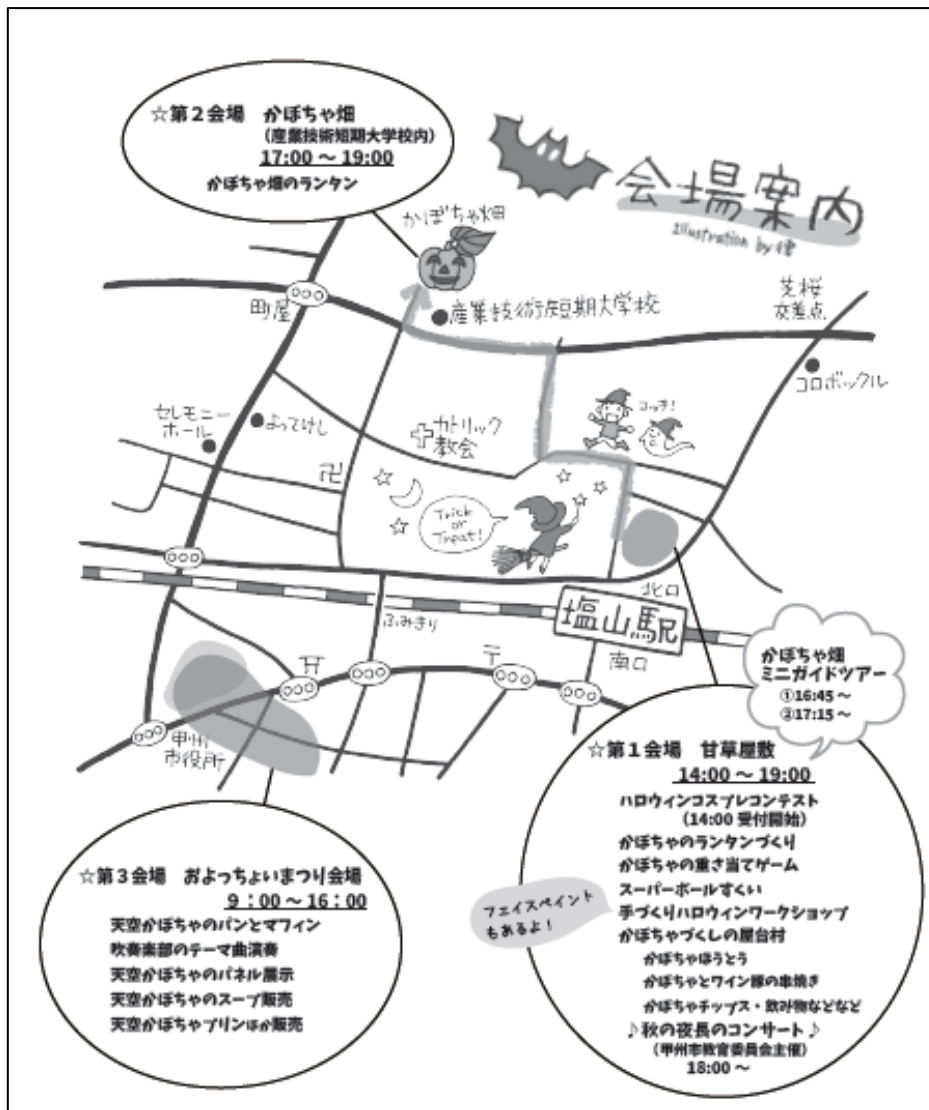 ☆第2会場 かぼちゃ畑
(産業技術短期大学校内)
17:00 ～ 19:00
かぼちゃ畑のランタン
会場案内
Illustration by
かぼちゃ畑
町屋
産業技術短期大学校
芝桜
交差点
コロボックル
セレモニー
ホール
よってけし
カトリック
教会
コッチ!
卍
Trick
or
Treat!
北口
塩山駅
南口
ふみきり
〒
甲州
市役所
かぼちゃ畑
ミニガイドツアー
①16:45 ～
②17:15 ～
☆第1会場 甘草屋敷
14:00 ～ 19:00
ハロウィンコスプレコンテスト
(14:00 受付開始)
かぼちゃのランタンづくり
かぼちゃの重さ当てゲーム
スーパーボールすくい
手づくりハロウィンワークショップ
かぼちゃづくしの屋台村
かぼちゃほうとう
かぼちゃとワイン豚の串焼き
かぼちゃチップス・飲み物などなど
♪秋の夜長のコンサート♪
(甲州市教育委員会主催)
18:00 ～
フェイスペイント
もあるよ!
☆第3会場 およっちょいまつり会場
9：00～16：00
天空かぼちゃのパンとマフィン
吹奏楽部のテーマ曲演奏
天空かぼちゃのパネル展示
天空かぼちゃのスープ販売
天空かぼちゃプリンほか販売